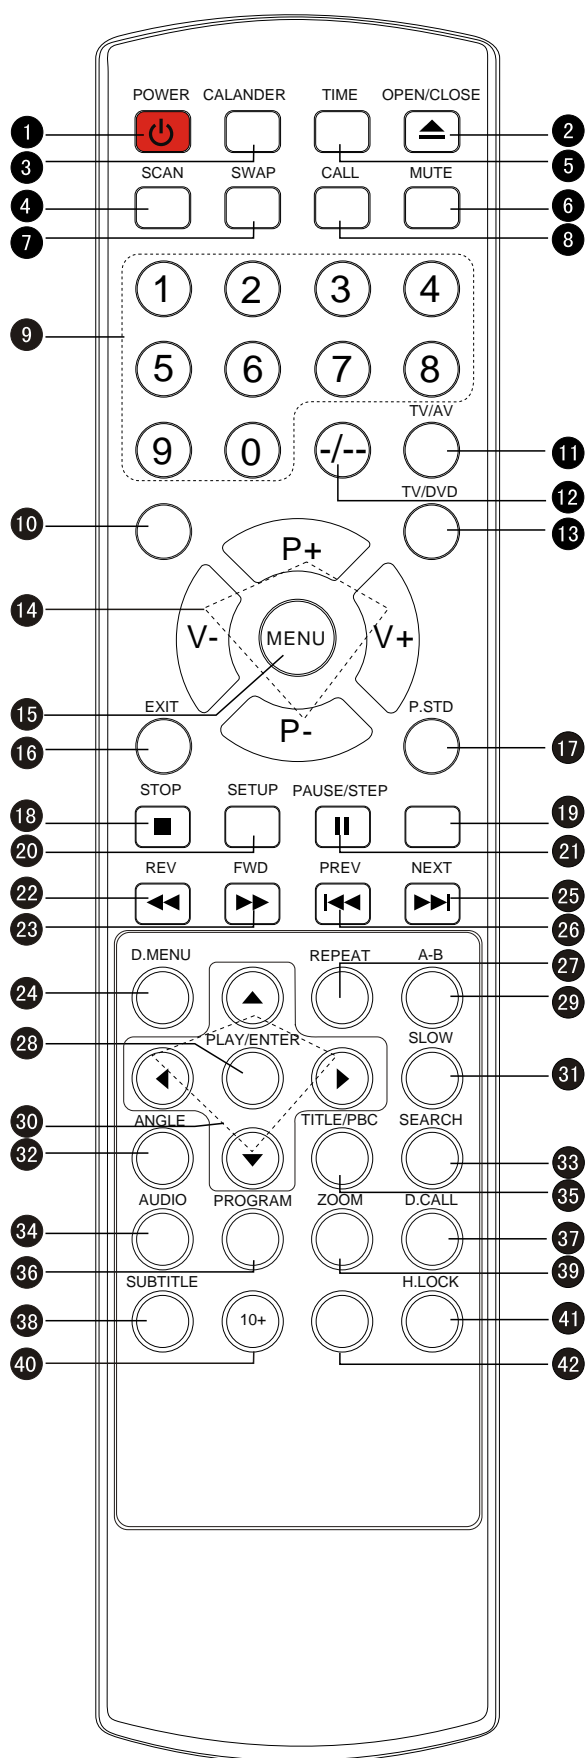 POWER CALANDER TIME OPEN/CLOSE
1 2
3 5
SCAN SWAP CALL MUTE
4 6
7 8
1 2 3 4
9
5 6 7 8
TV/AV
9 0 -/-- 11
12
TV/DVD
10 13
P+
14
V- MENU V+
15
EXIT P.STD
P-
16 17
STOP SETUP PAUSE/STEP
18 19
20 21
REV FWD PREV NEXT
22 25
23 26
D.MENU REPEAT A-B
27
24 29
28 PLAY/ENTER SLOW
31
30 ANGLE TITLE/PBC SEARCH
32 33
35
AUDIO PROGRAM ZOOM D.CALL
34 37
36 39
SUBTITLE H.LOCK
38 10+ 41
40 42